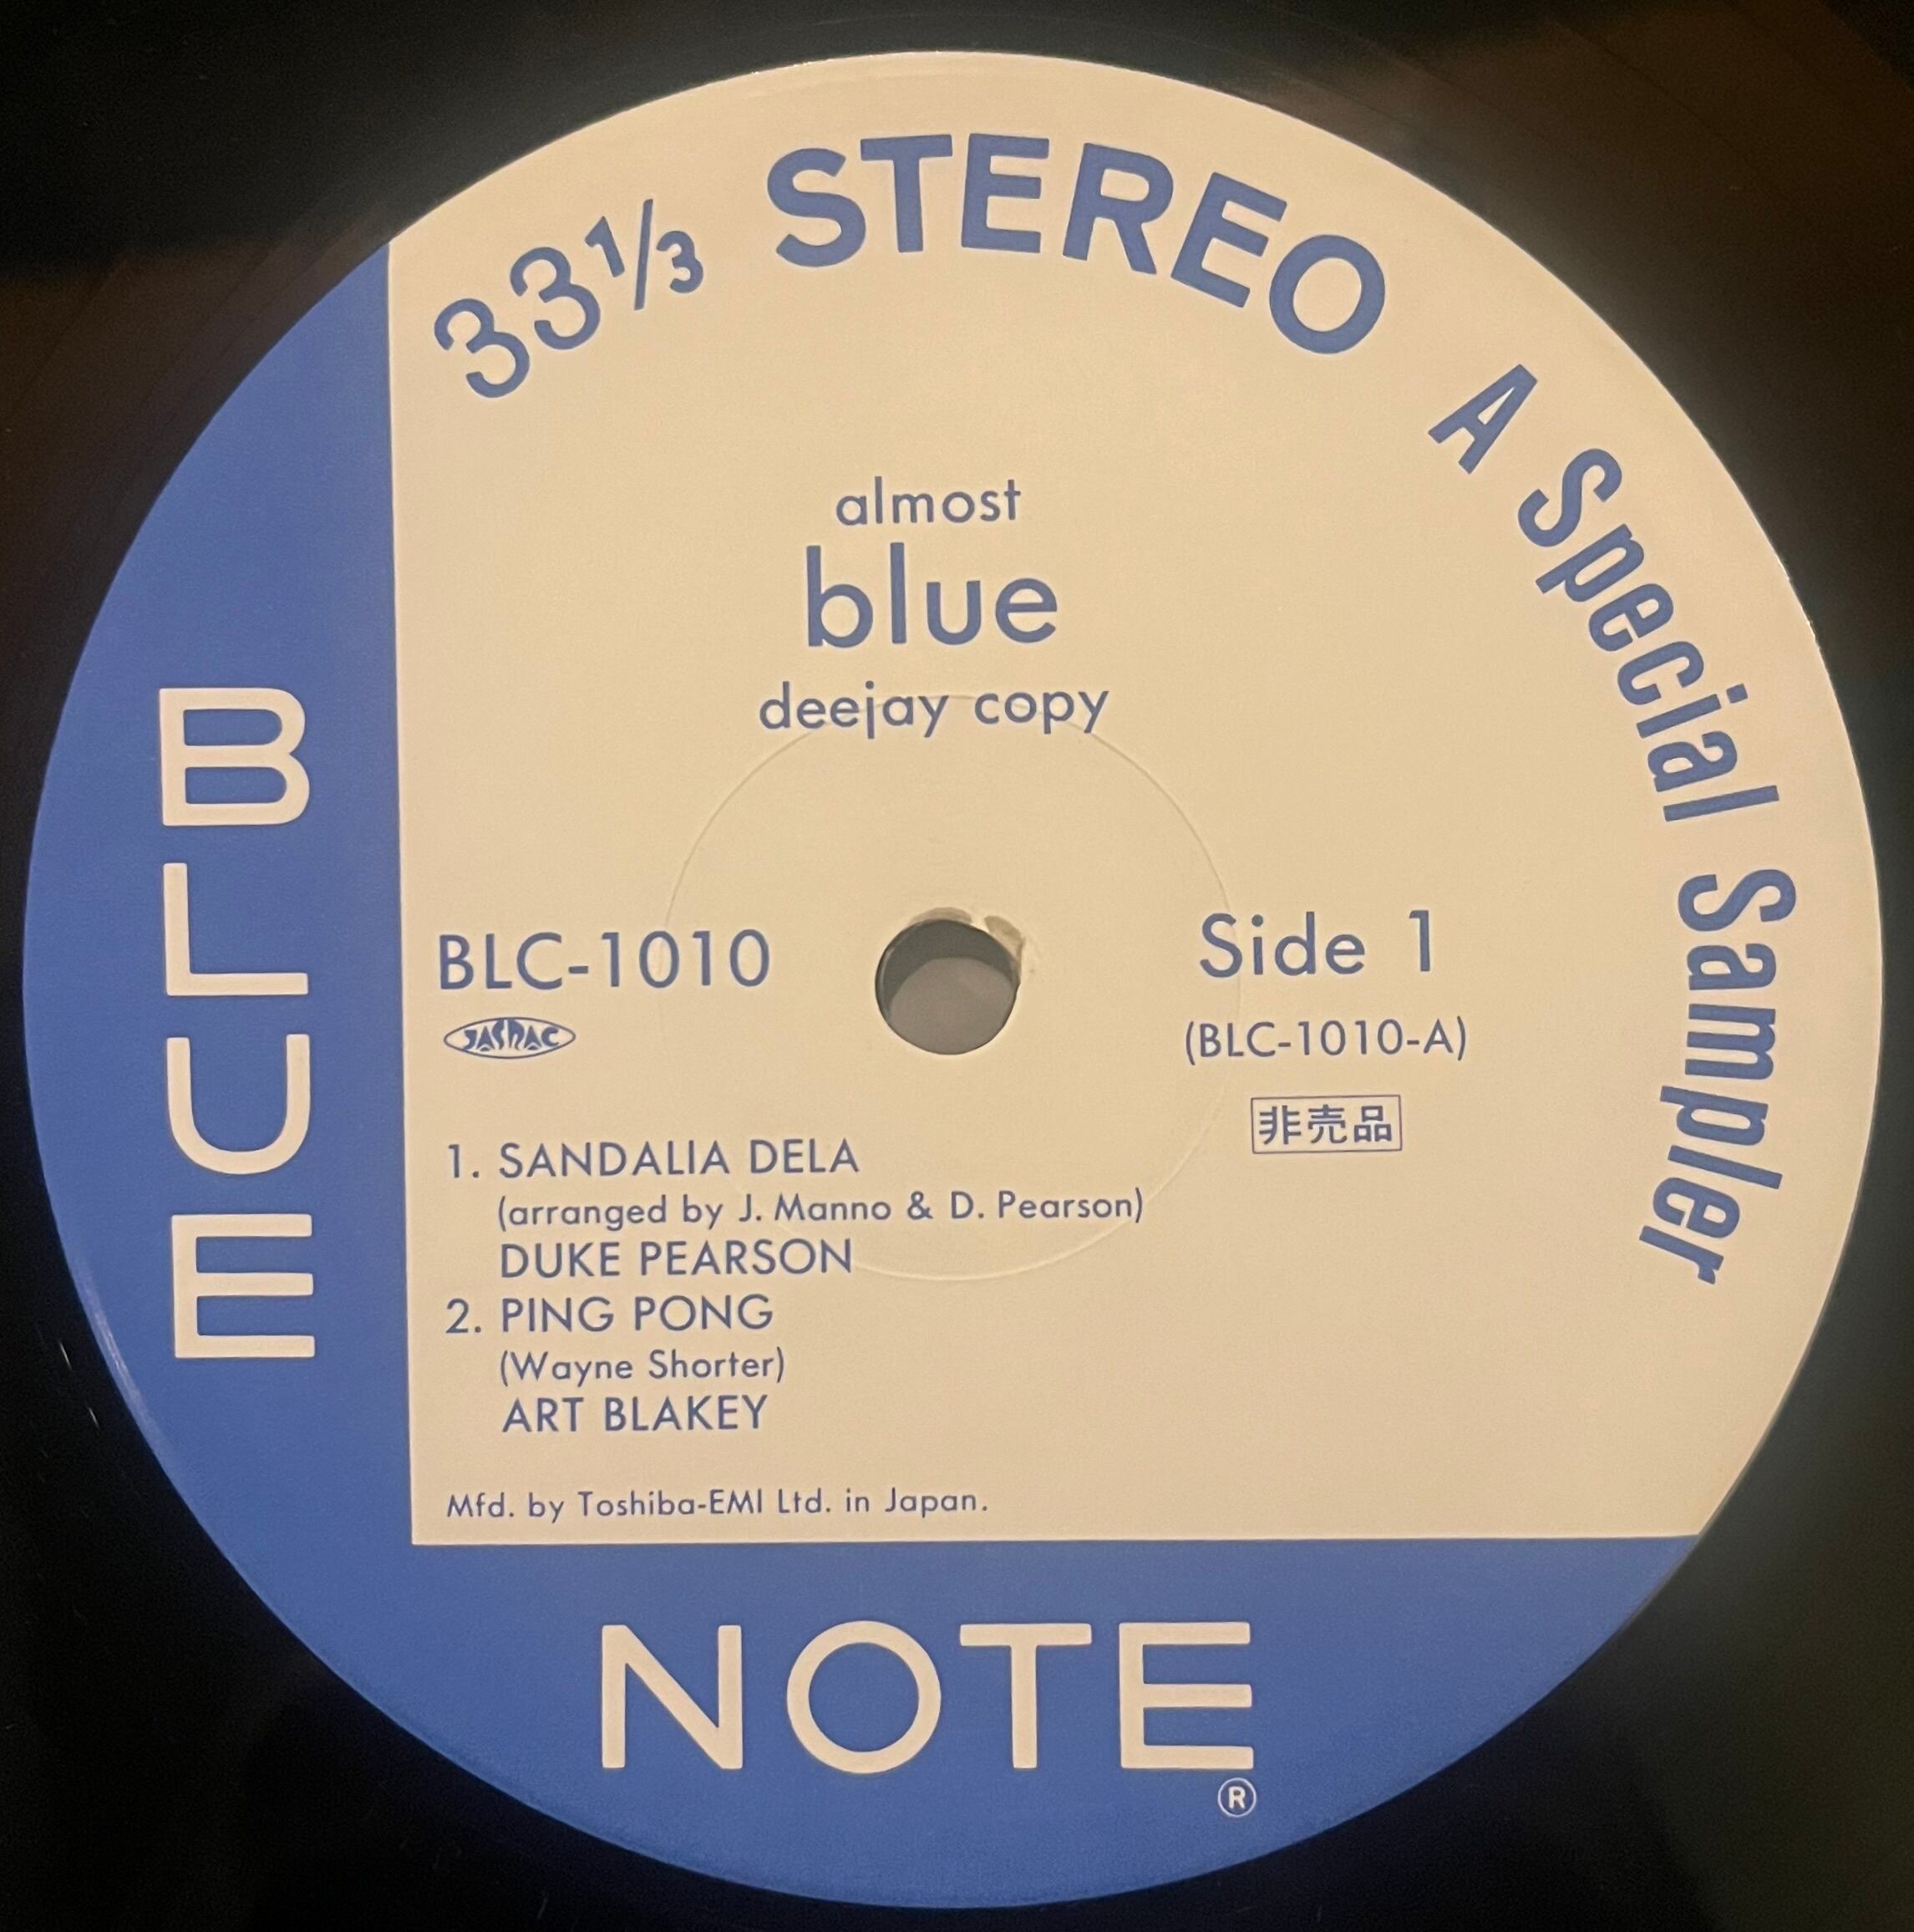 33 1/3 STEREO A Special Sampler
almost
blue
deejay copy
BLUE
BLC-1010
JASRAC
Side 1
(BLC-1010-A)
非売品
1. SANDALIA DELA
(arranged by J. Manno & D. Pearson)
DUKE PEARSON
2. PING PONG
(Wayne Shorter)
ART BLAKEY
Mfd. by Toshiba-EMI Ltd. in Japan.
NOTE
®